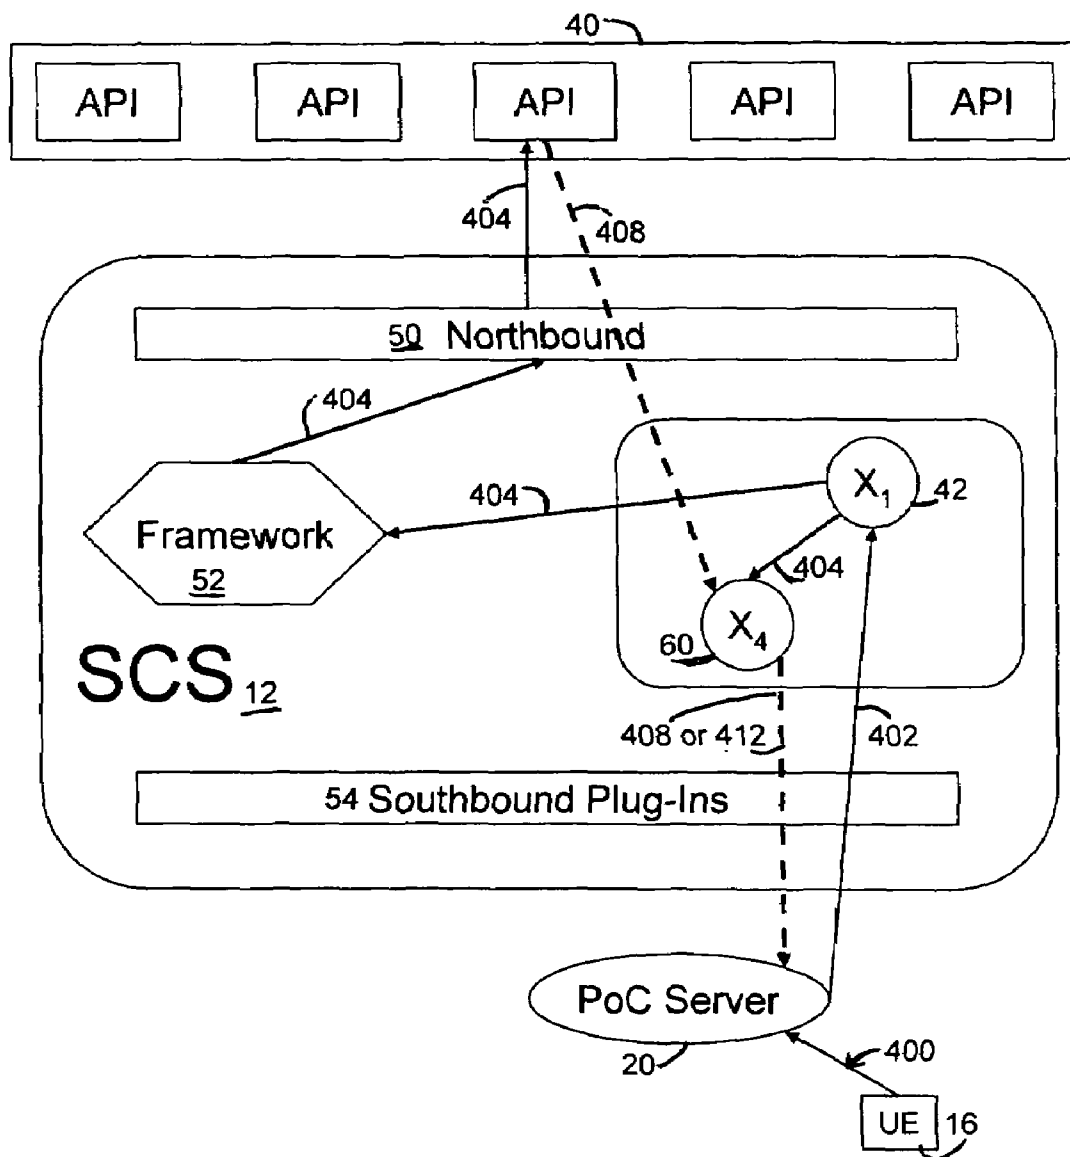 40
API API API API API
404
408
50 Northbound
404
404
X1
42
Framework
52
404
X4
60
SCS 12
408 or 412
402
54 Southbound Plug-Ins
PoC Server
20
400
UE
16